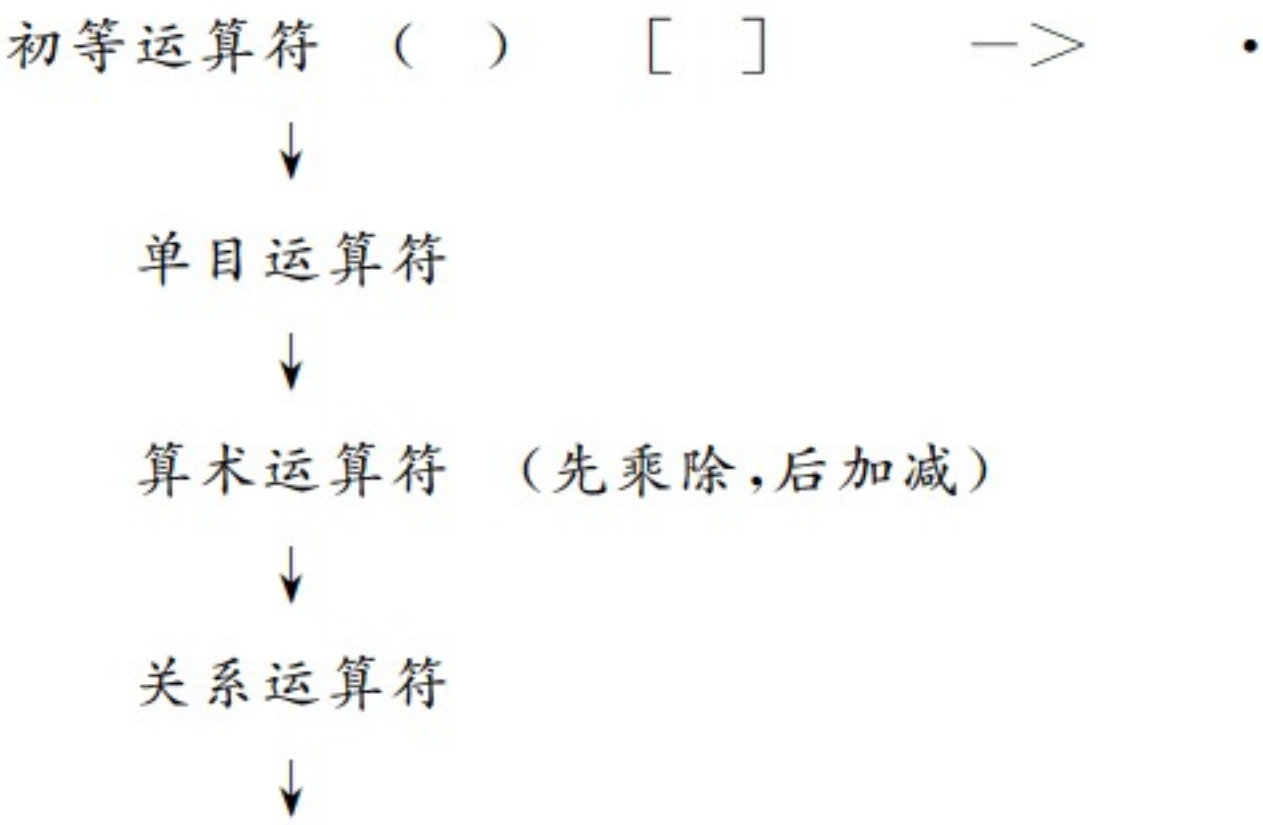 初等运算符 ( ) [ ] —> ·
↓
单目运算符
↓
算术运算符 (先乘除,后加减)
↓
关系运算符
↓